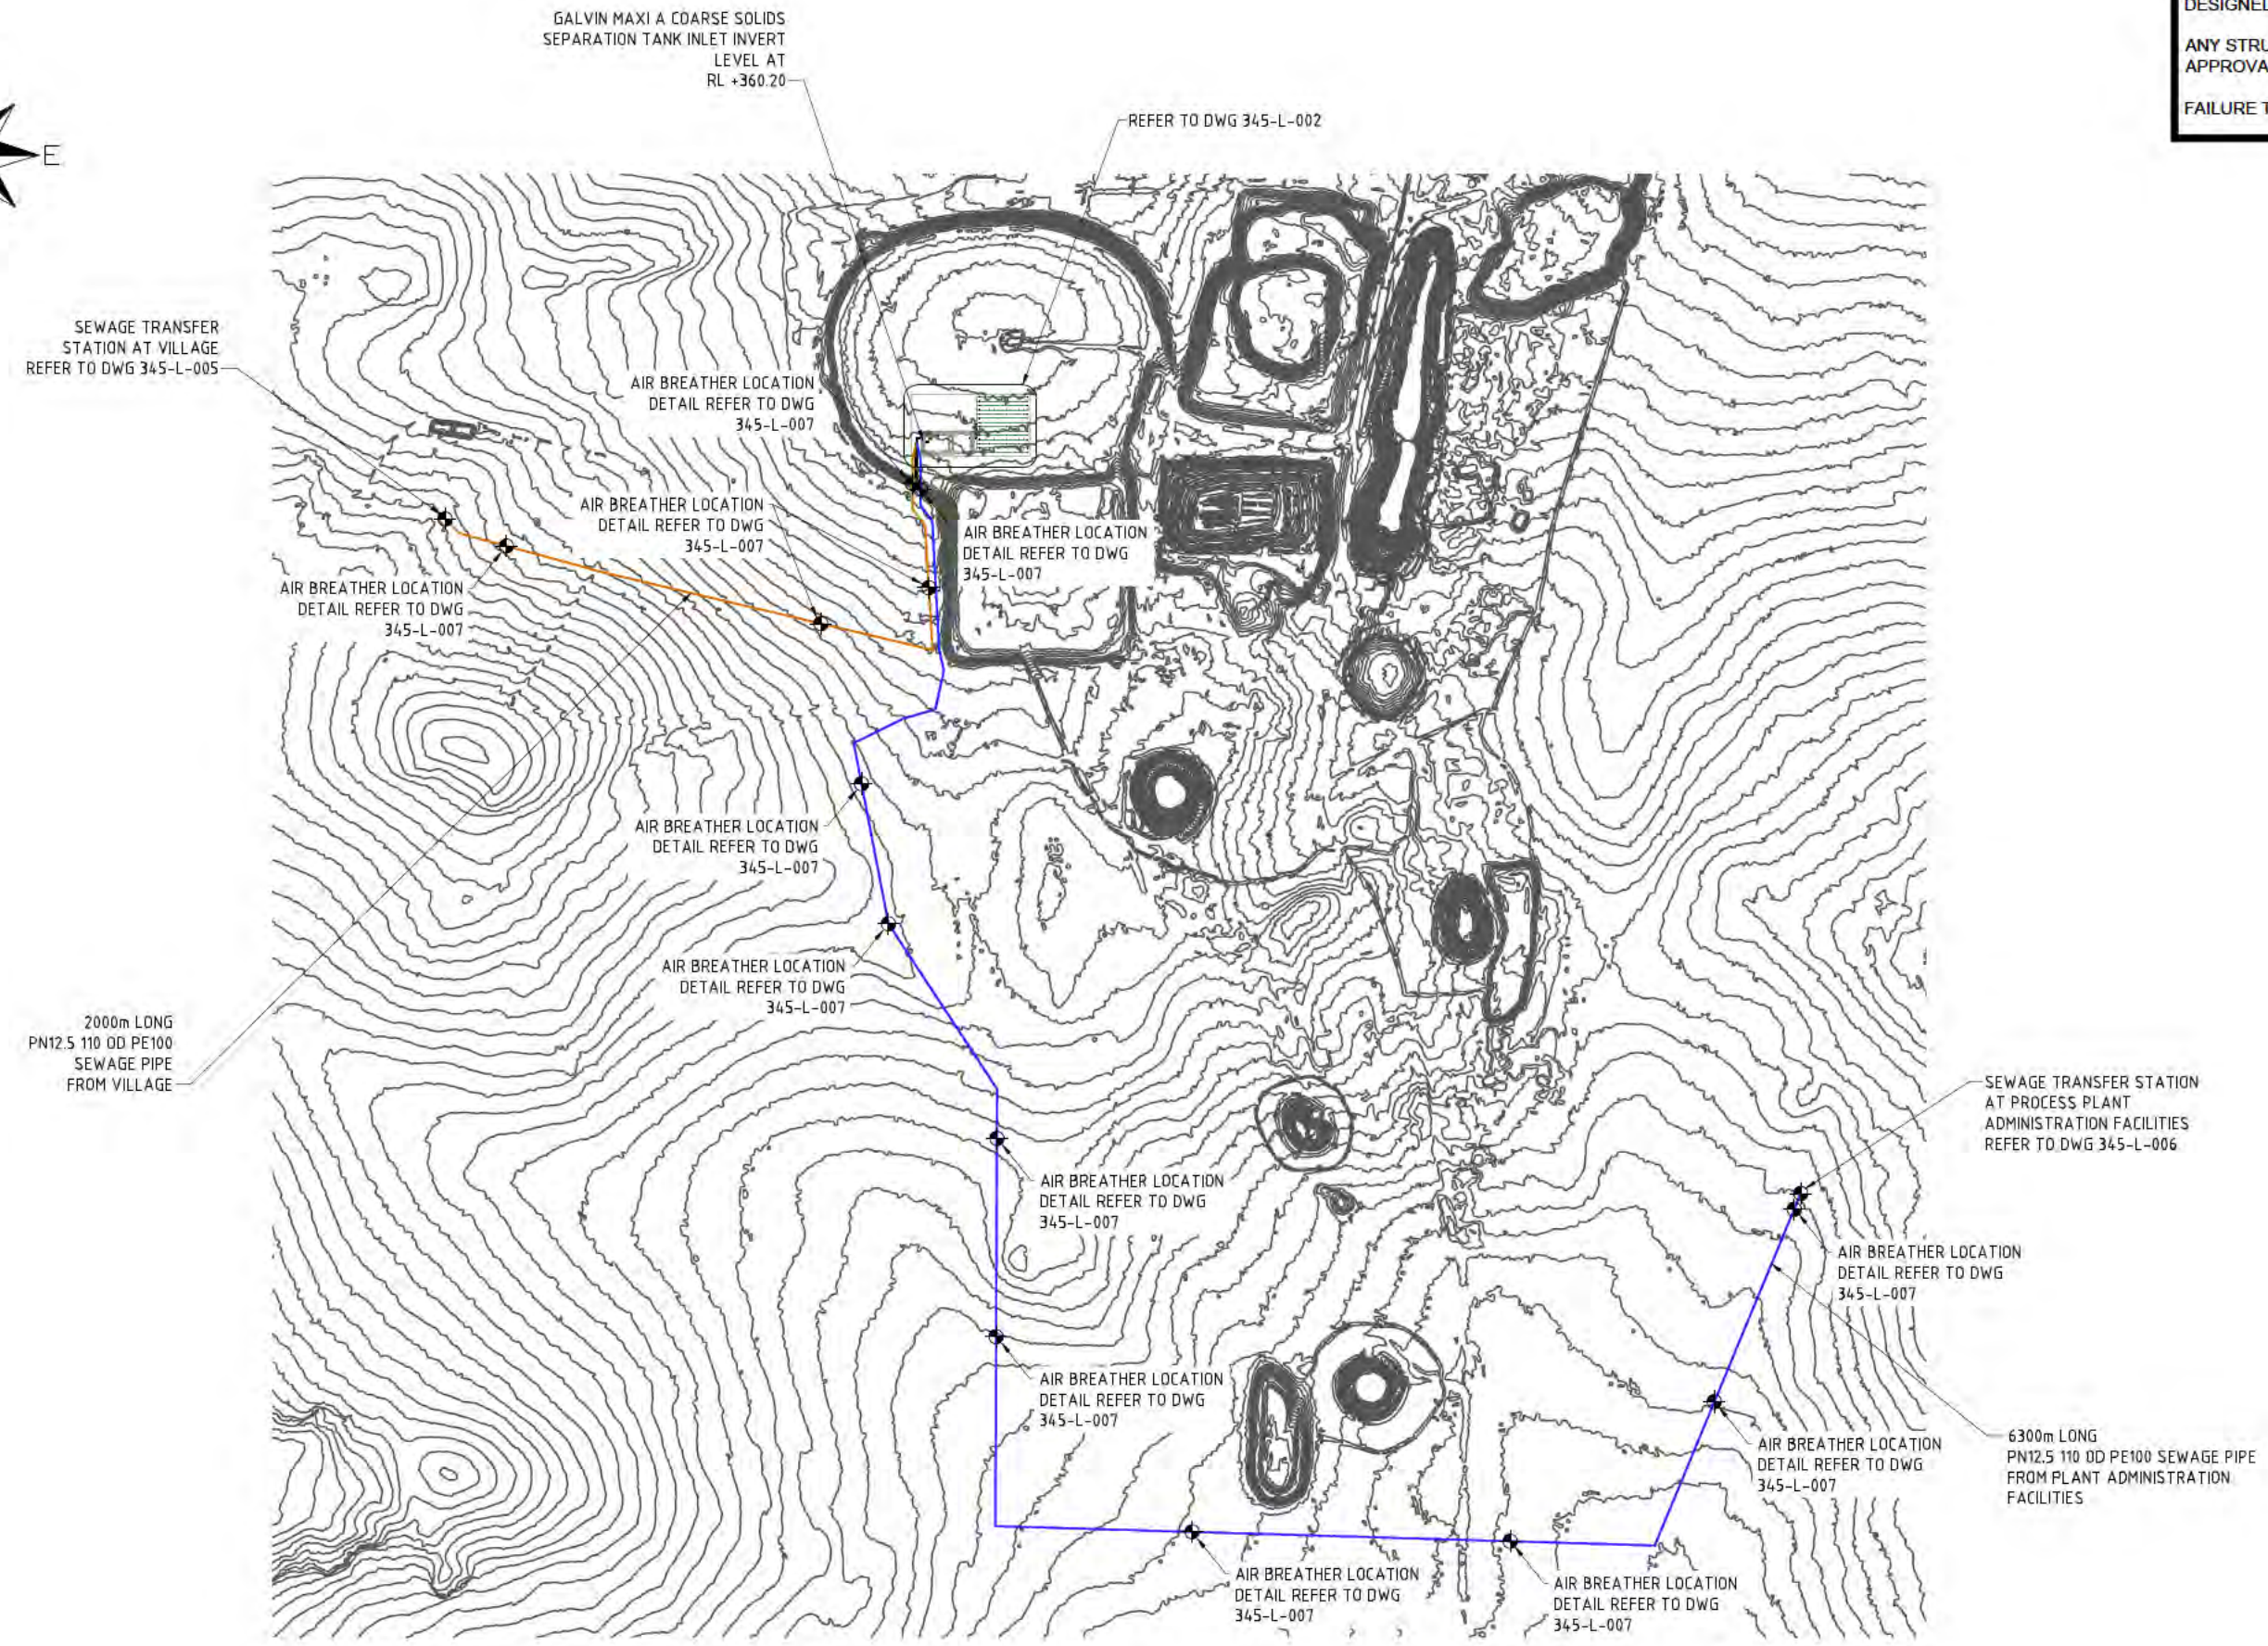 DESIGNED
ANY STRU
APPROVA
FAILURE T
GALVIN MAXI A COARSE SOLIDS
SEPARATION TANK INLET INVERT
LEVEL AT
RL +360.20
REFER TO DWG 345-L-002
E
SEWAGE TRANSFER
STATION AT VILLAGE
REFER TO DWG 345-L-005
AIR BREATHER LOCATION
DETAIL REFER TO DWG
345-L-007
AIR BREATHER LOCATION
DETAIL REFER TO DWG
345-L-007
AIR BREATHER LOCATION
DETAIL REFER TO DWG
345-L-007
AIR BREATHER LOCATION
DETAIL REFER TO DWG
345-L-007
AIR BREATHER LOCATION
DETAIL REFER TO DWG
345-L-007
AIR BREATHER LOCATION
DETAIL REFER TO DWG
345-L-007
2000m LONG
PN12.5 110 OD PE100
SEWAGE PIPE
FROM VILLAGE
SEWAGE TRANSFER STATION
AT PROCESS PLANT
ADMINISTRATION FACILITIES
REFER TO DWG 345-L-006
AIR BREATHER LOCATION
DETAIL REFER TO DWG
345-L-007
AIR BREATHER LOCATION
DETAIL REFER TO DWG
345-L-007
AIR BREATHER LOCATION
DETAIL REFER TO DWG
345-L-007
AIR BREATHER LOCATION
DETAIL REFER TO DWG
345-L-007
6300m LONG
PN12.5 110 OD PE100 SEWAGE PIPE
FROM PLANT ADMINISTRATION
FACILITIES
AIR BREATHER LOCATION
DETAIL REFER TO DWG
345-L-007
AIR BREATHER LOCATION
DETAIL REFER TO DWG
345-L-007